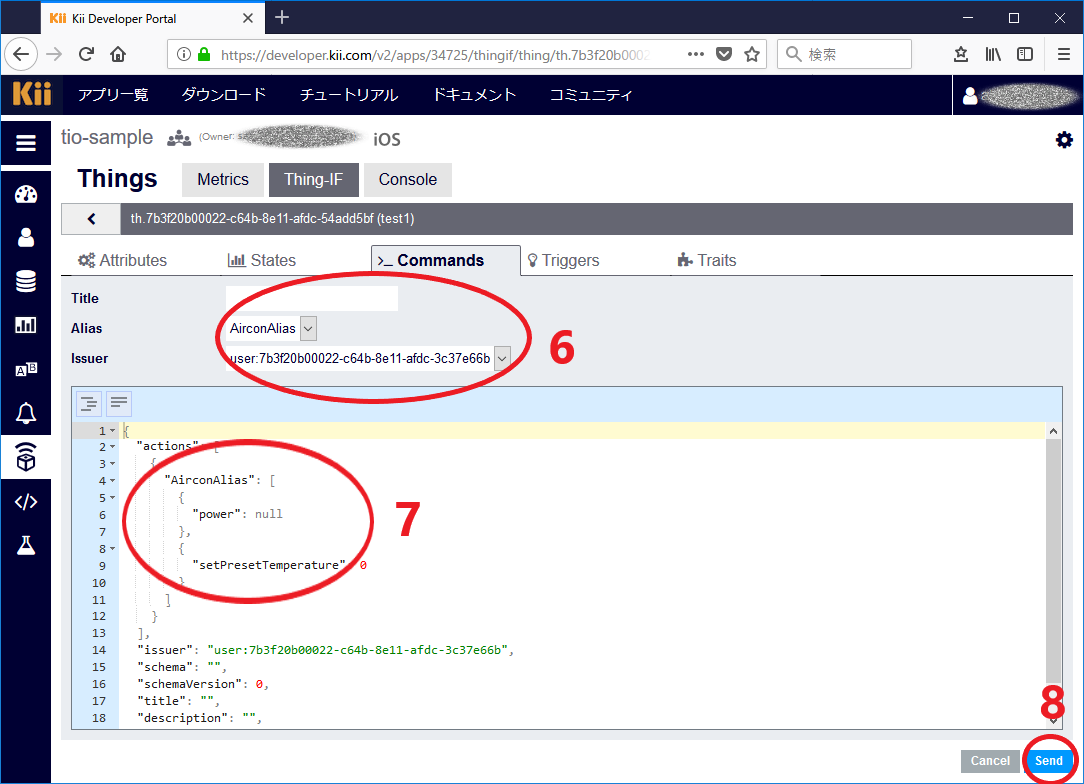 Kii Kii Developer Portal
https://developer.kii.com/v2/apps/34725/thingif/thing/th.7b3f20b0002
検索
Kii アプリ一覧 ダウンロード チュートリアル ドキュメント コミュニティ
tio-sample (Owner: iOS
Things Metrics Thing-IF Console
th.7b3f20b00022-c64b-8e11-afdc-54add5bf (test1)
Attributes States >_ Commands Triggers Traits
Title
Alias AirconAlias
Issuer user:7b3f20b00022-c64b-8e11-afdc-3c37e66b
6
1 {
2 "actions": [
3 {
4 "AirconAlias": [
5 {
6 "power": null
7 },
8 {
9 "setPresetTemperature": 0
10 }
11 ]
12 }
13 ],
14 "issuer": "user:7b3f20b00022-c64b-8e11-afdc-3c37e66b",
15 "schema": "",
16 "schemaVersion": 0,
17 "title": "",
18 "description": "",
7
8
Cancel Send